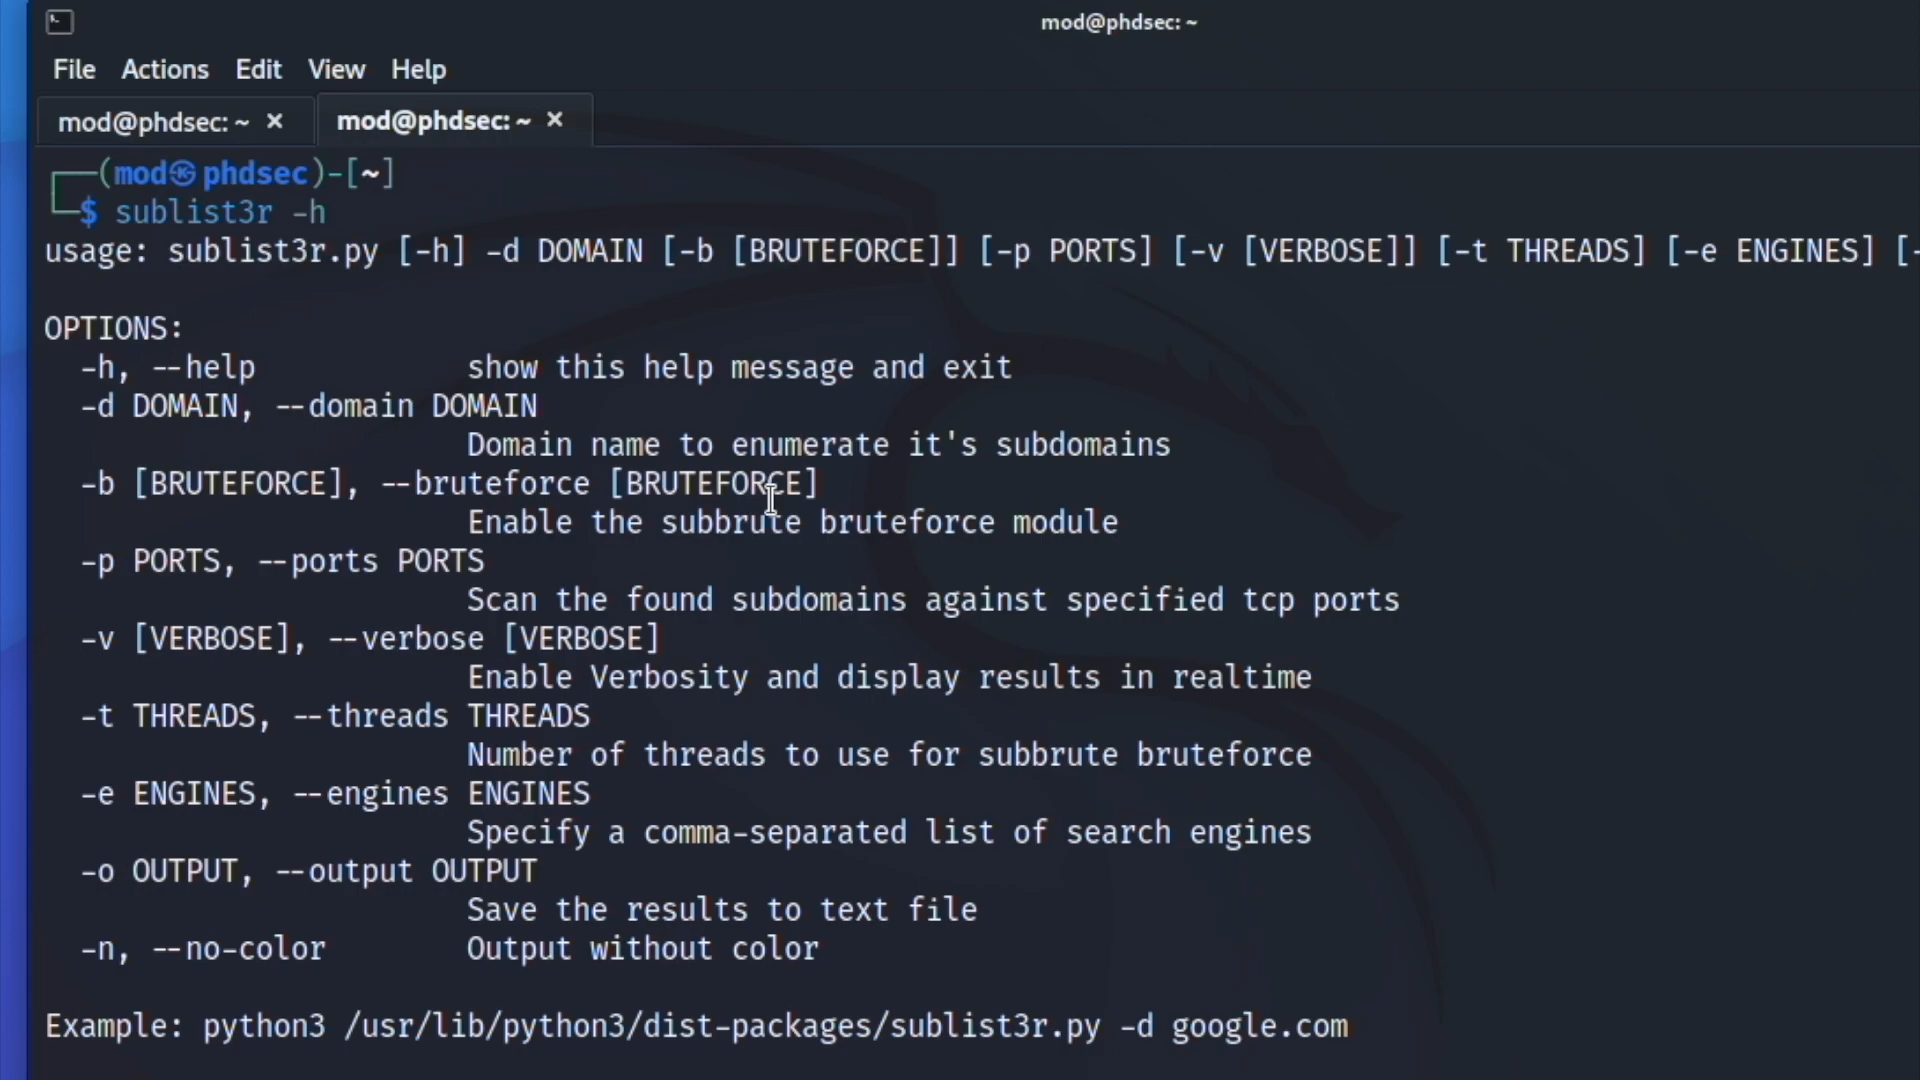 mod@phdsec: ~
File Actions Edit View Help
mod@phdsec: ~ × mod@phdsec: ~ ×
┌──(mod㉿phdsec)-[~]
└─$ sublist3r -h
usage: sublist3r.py [-h] -d DOMAIN [-b [BRUTEFORCE]] [-p PORTS] [-v [VERBOSE]] [-t THREADS] [-e ENGINES] [-
OPTIONS:
-h, --help show this help message and exit
-d DOMAIN, --domain DOMAIN
Domain name to enumerate it's subdomains
-b [BRUTEFORCE], --bruteforce [BRUTEFORCE]
Enable the subbrute bruteforce module
-p PORTS, --ports PORTS
Scan the found subdomains against specified tcp ports
-v [VERBOSE], --verbose [VERBOSE]
Enable Verbosity and display results in realtime
-t THREADS, --threads THREADS
Number of threads to use for subbrute bruteforce
-e ENGINES, --engines ENGINES
Specify a comma-separated list of search engines
-o OUTPUT, --output OUTPUT
Save the results to text file
-n, --no-color Output without color
Example: python3 /usr/lib/python3/dist-packages/sublist3r.py -d google.com